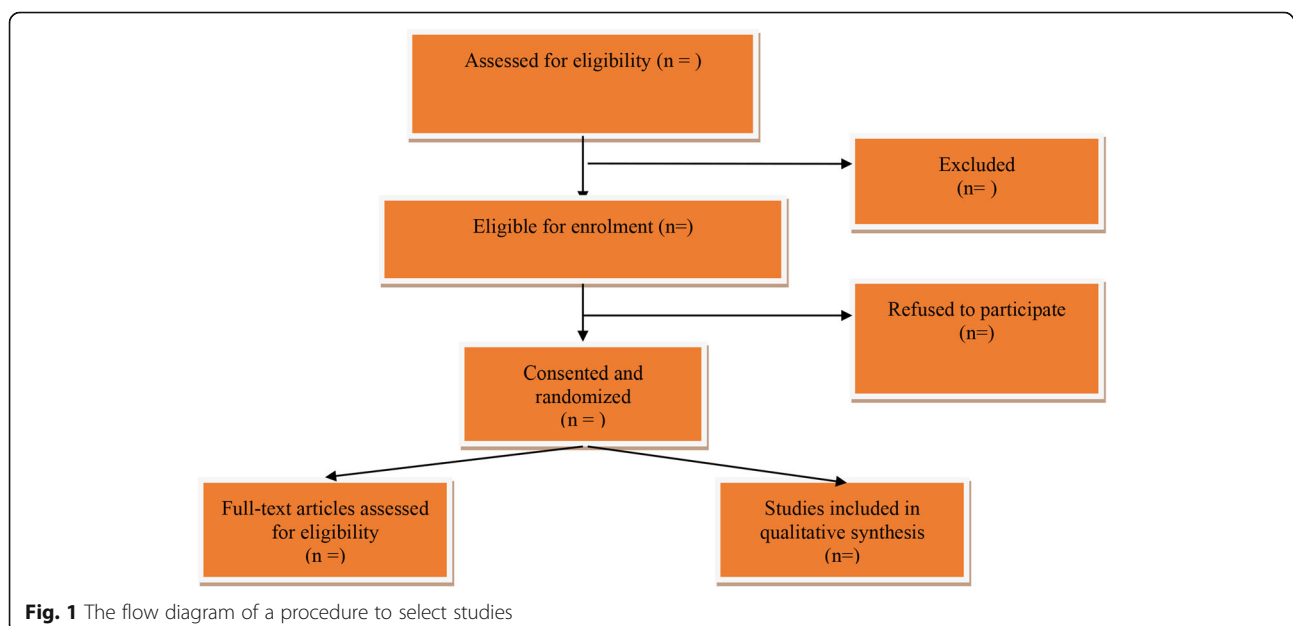 Assessed for eligibility (n = )
Excluded
(n= )
Eligible for enrolment (n=)
Refused to participate
(n=)
Consented and
randomized
(n = )
Full-text articles assessed
for eligibility
(n =)
Studies included in
qualitative synthesis
(n=)
Fig. 1 The flow diagram of a procedure to select studies